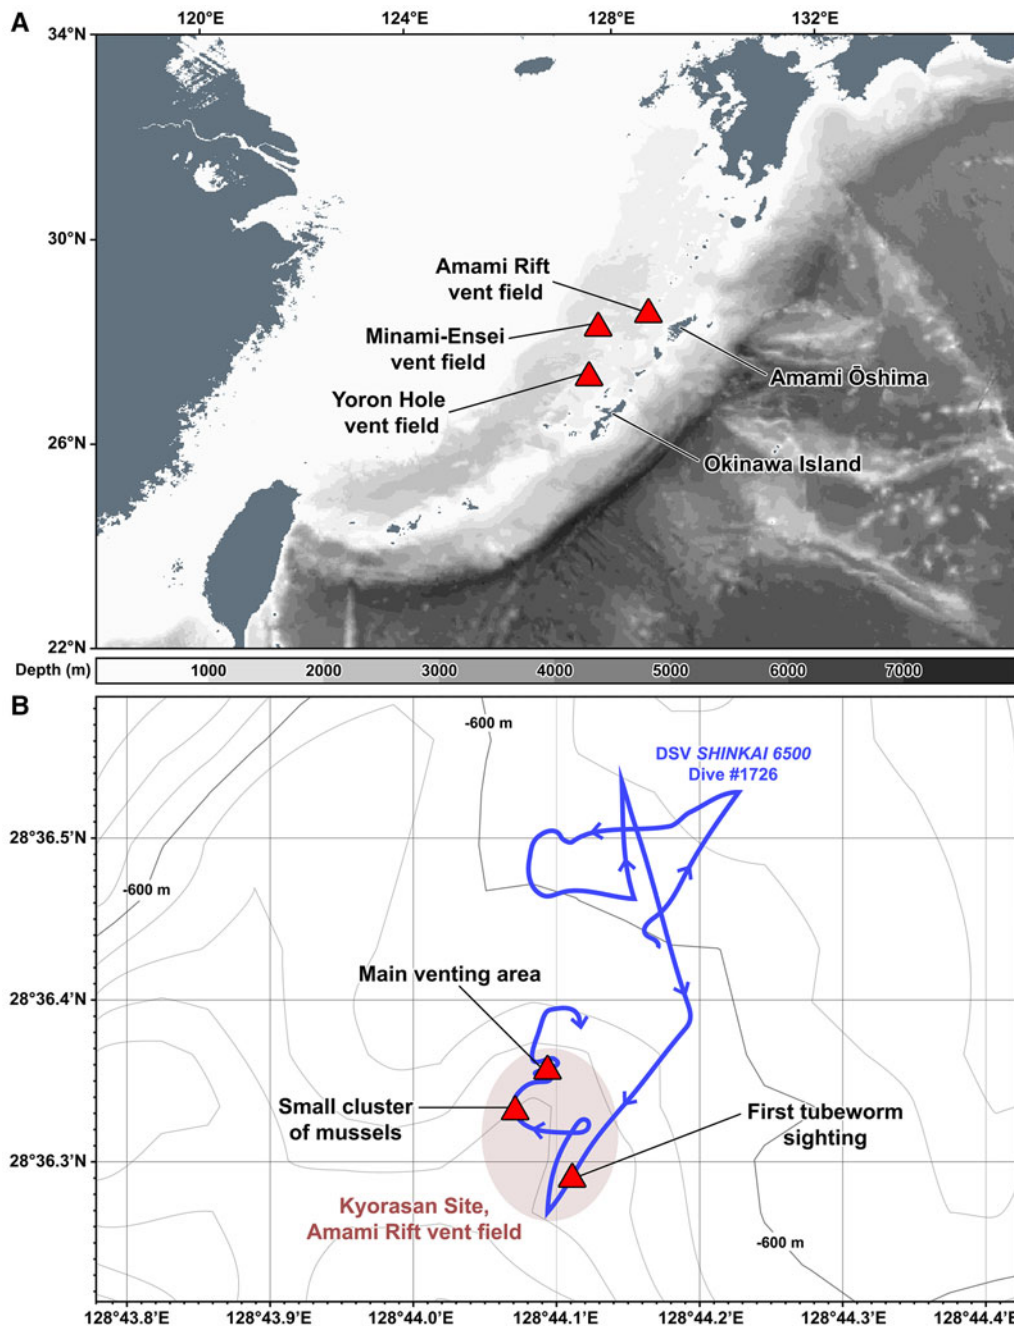 A
120°E
124°E
128°E
132°E
34°N
30°N
26°N
22°N
Amami Rift
vent field
Minami-Ensei
vent field
Yoron Hole
vent field
Amami Ōshima
Okinawa Island
Depth (m)
1000
2000
3000
4000
5000
6000
7000
B
-600 m
DSV SHINKAI 6500
Dive #1726
28°36.5'N
-600 m
Main venting area
28°36.4'N
Small cluster
of mussels
First tubeworm
sighting
28°36.3'N
Kyorasan Site,
Amami Rift vent field
-600 m
128°43.8'E
128°43.9'E
128°44.0'E
128°44.1'E
128°44.2'E
128°44.3'E
128°44.4'E